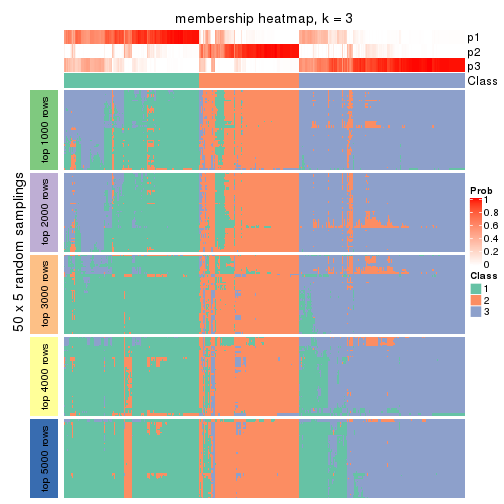 membership heatmap, k = 3
p1
p2
p3
Class
50 x 5 random samplings
top 1000 rows
top 2000 rows
top 3000 rows
top 4000 rows
top 5000 rows
Prob
1
0.8
0.6
0.4
0.2
0
Class
1
2
3